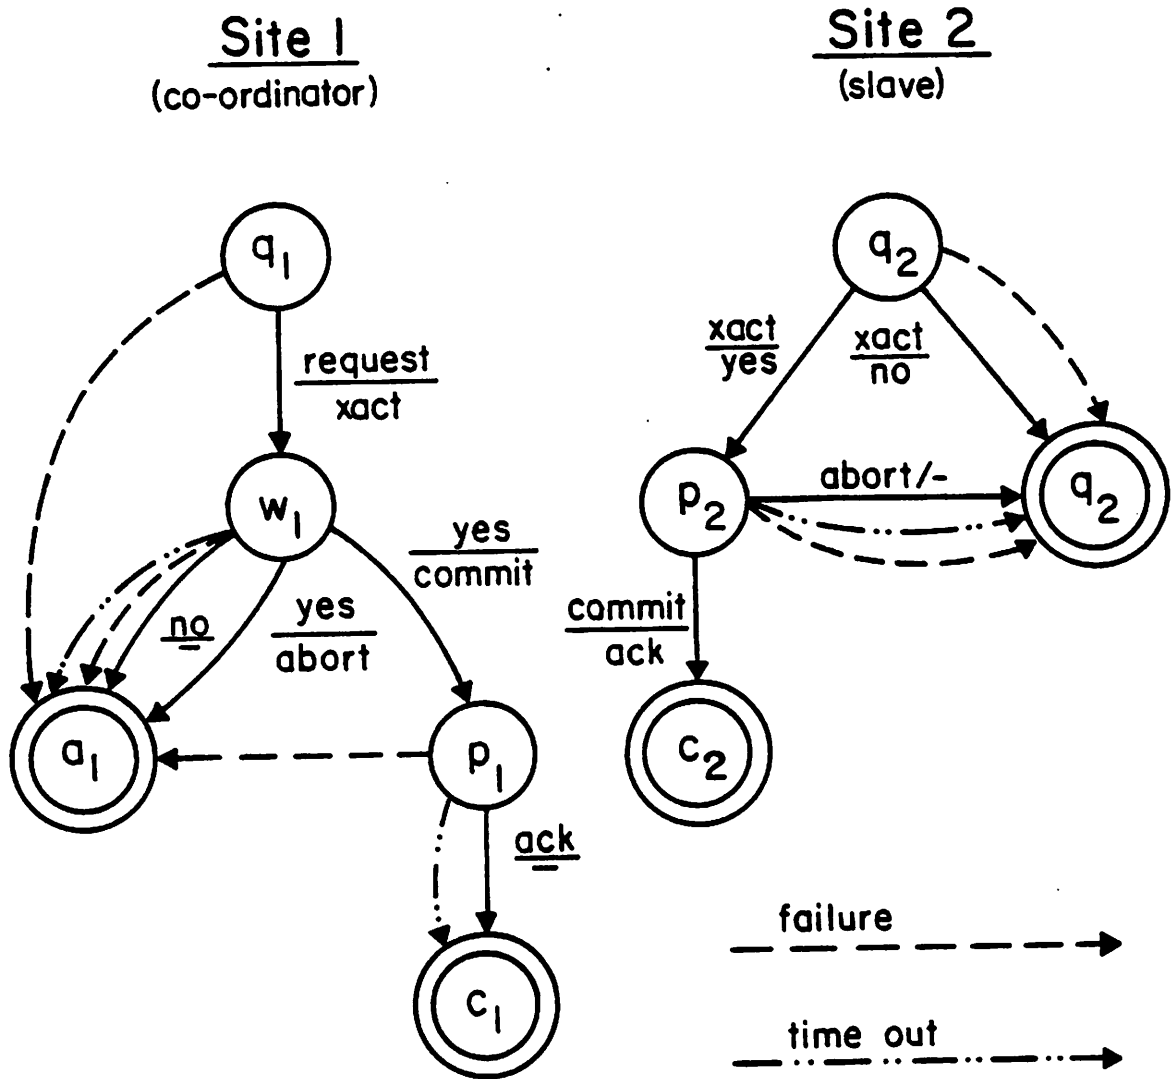 Site 1
(co-ordinator)
Site 2
(slave)
q1
request
xact
w1
no
-
yes
abort
yes
commit
a1
p1
ack
-
c1
q2
xact
yes
xact
no
p2
abort/-
q2
commit
ack
c2
failure
time out